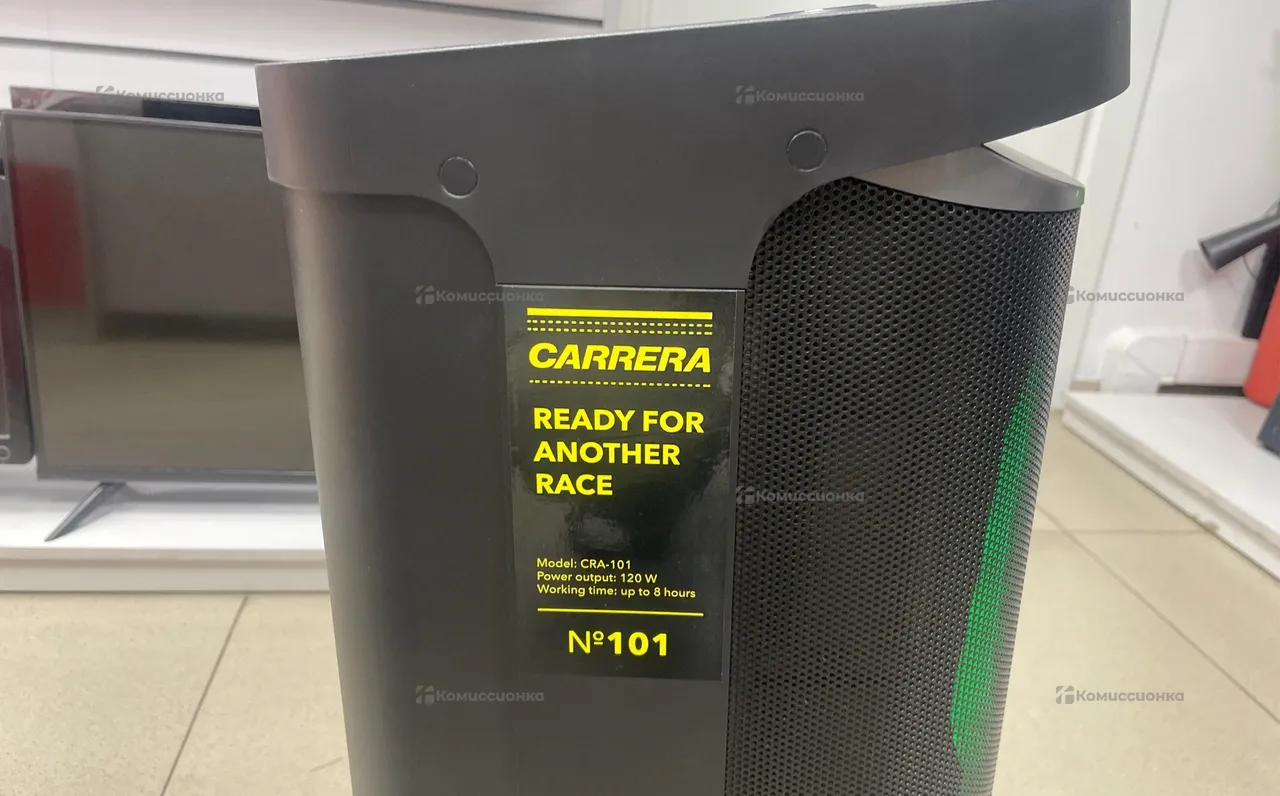 Комиссионка
Комиссионка
Комиссионка
Комиссионка
CARRERA
READY FOR
ANOTHER
RACE
Комиссионка
Model: CRA-101
Power output: 120 W
Working time: up to 8 hours
Nº101
Комиссионка
Комиссионка